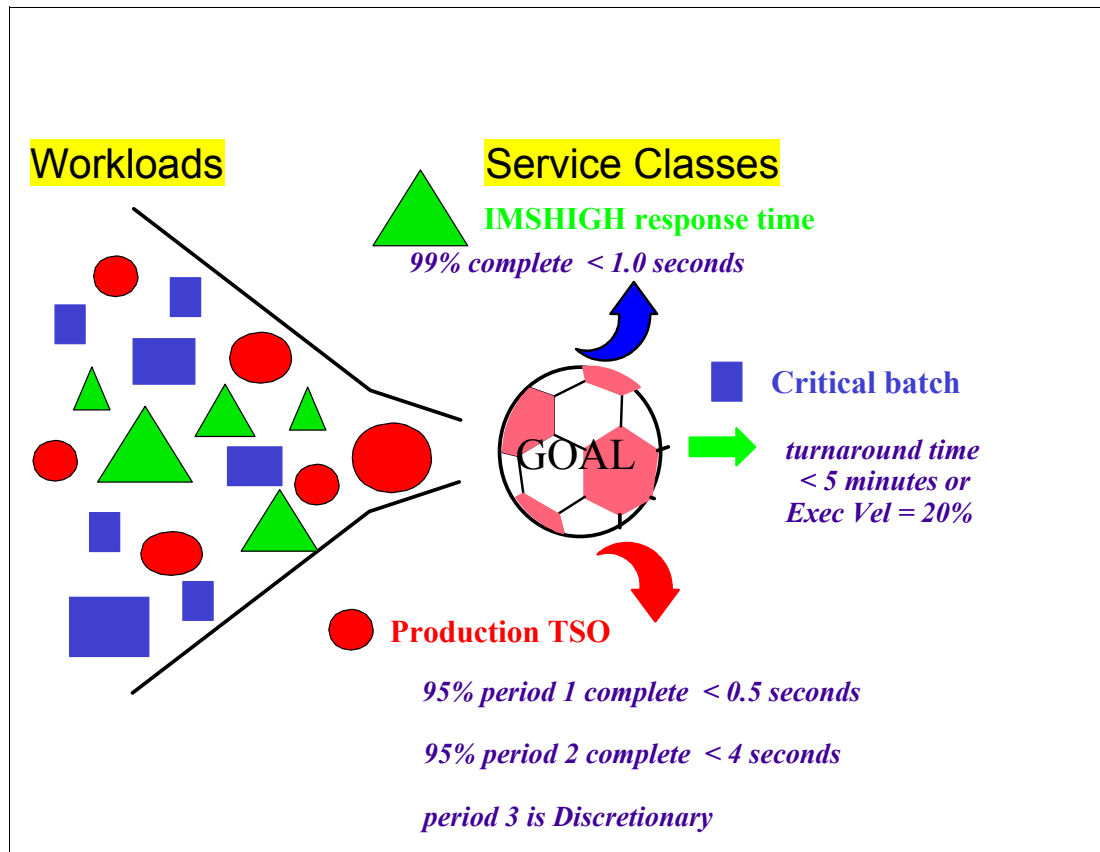 Workloads
Service Classes
IMSHIGH response time
99% complete < 1.0 seconds
GOAL
Critical batch
turnaround time
< 5 minutes or
Exec Vel = 20%
Production TSO
95% period 1 complete < 0.5 seconds
95% period 2 complete < 4 seconds
period 3 is Discretionary